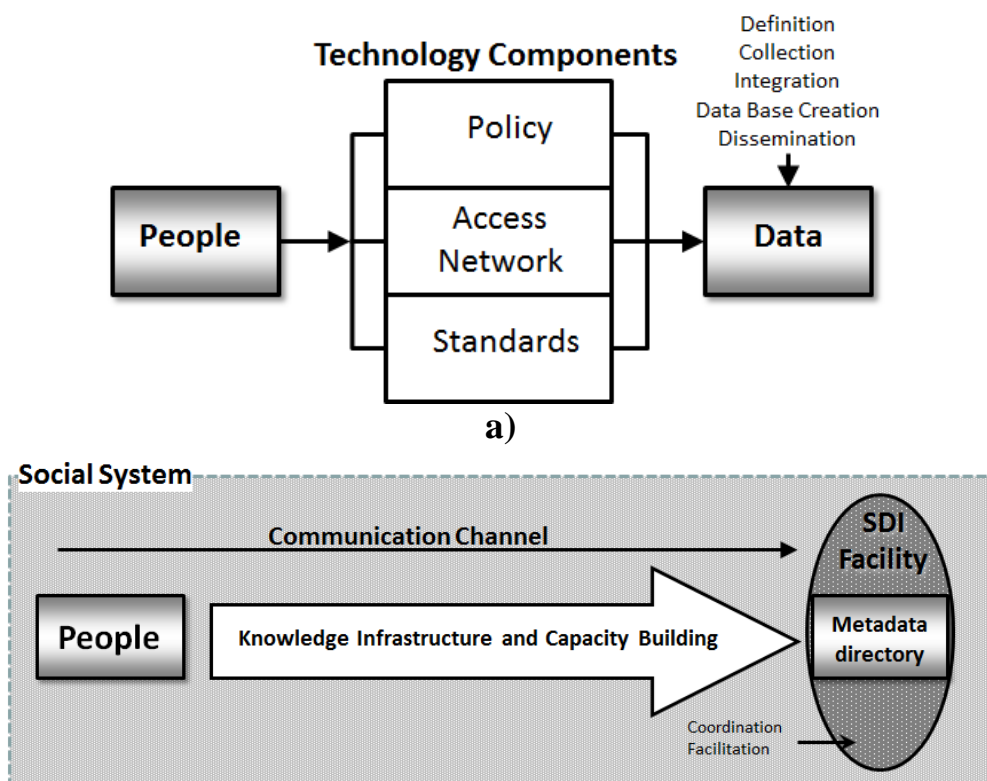 Definition
Collection
Integration
Data Base Creation
Dissemination
Technology Components
Policy
People
Access
Network
Data
Standards
a)
Social System
Communication Channel
SDI
Facility
People
Knowledge Infrastructure and Capacity Building
Metadata
directory
Coordination
Facilitation